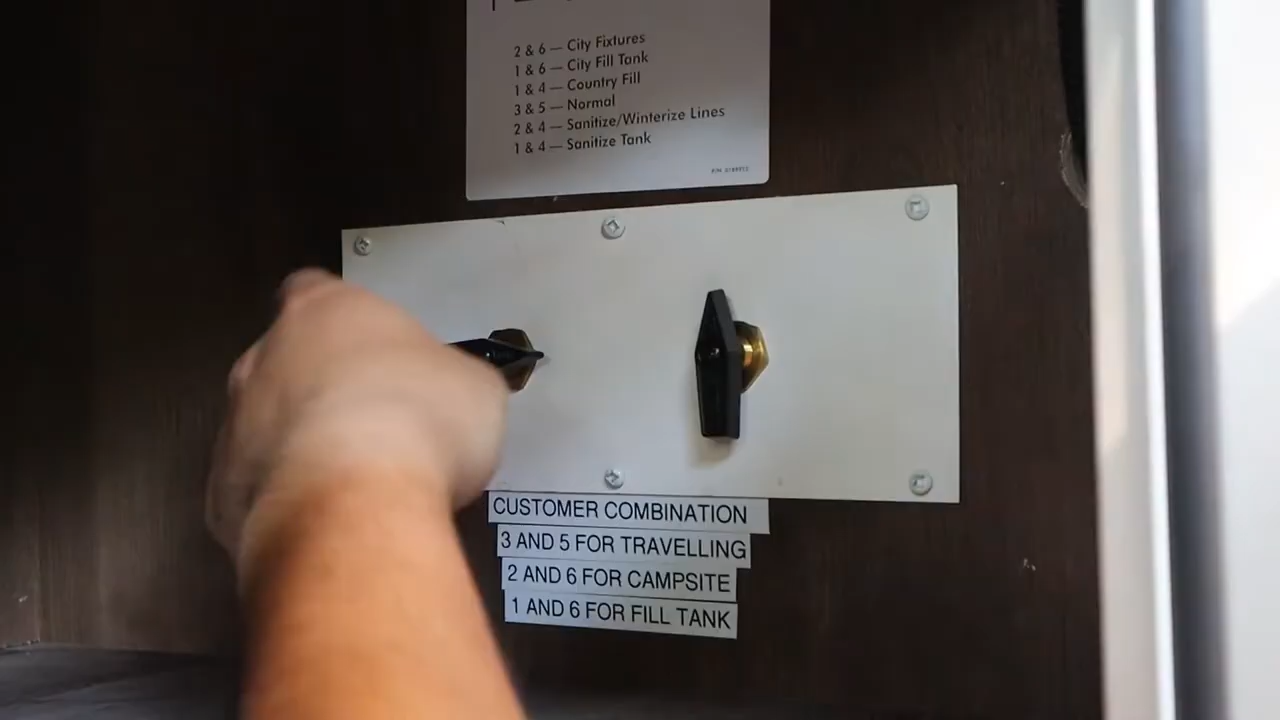 2 & 6 — City Fixtures
1 & 6 — City Fill Tank
1 & 4 — Country Fill
3 & 5 — Normal
2 & 4 — Sanitize/Winterize Lines
1 & 4 — Sanitize Tank
P/N
CUSTOMER COMBINATION
3 AND 5 FOR TRAVELLING
2 AND 6 FOR CAMPSITE
1 AND 6 FOR FILL TANK